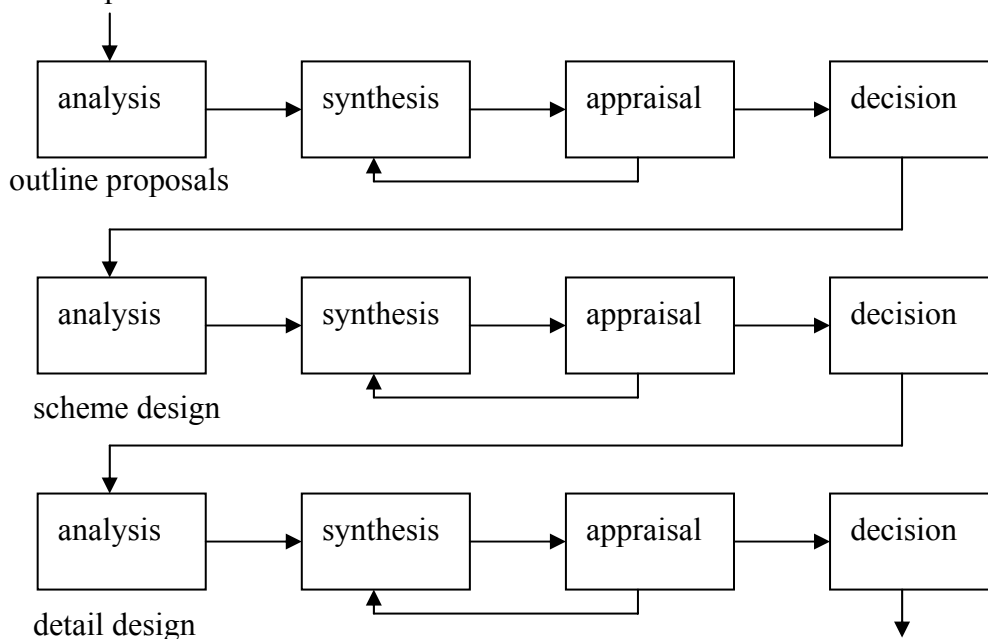 analysis synthesis appraisal decision
outline proposals
analysis synthesis appraisal decision
scheme design
analysis synthesis appraisal decision
detail design